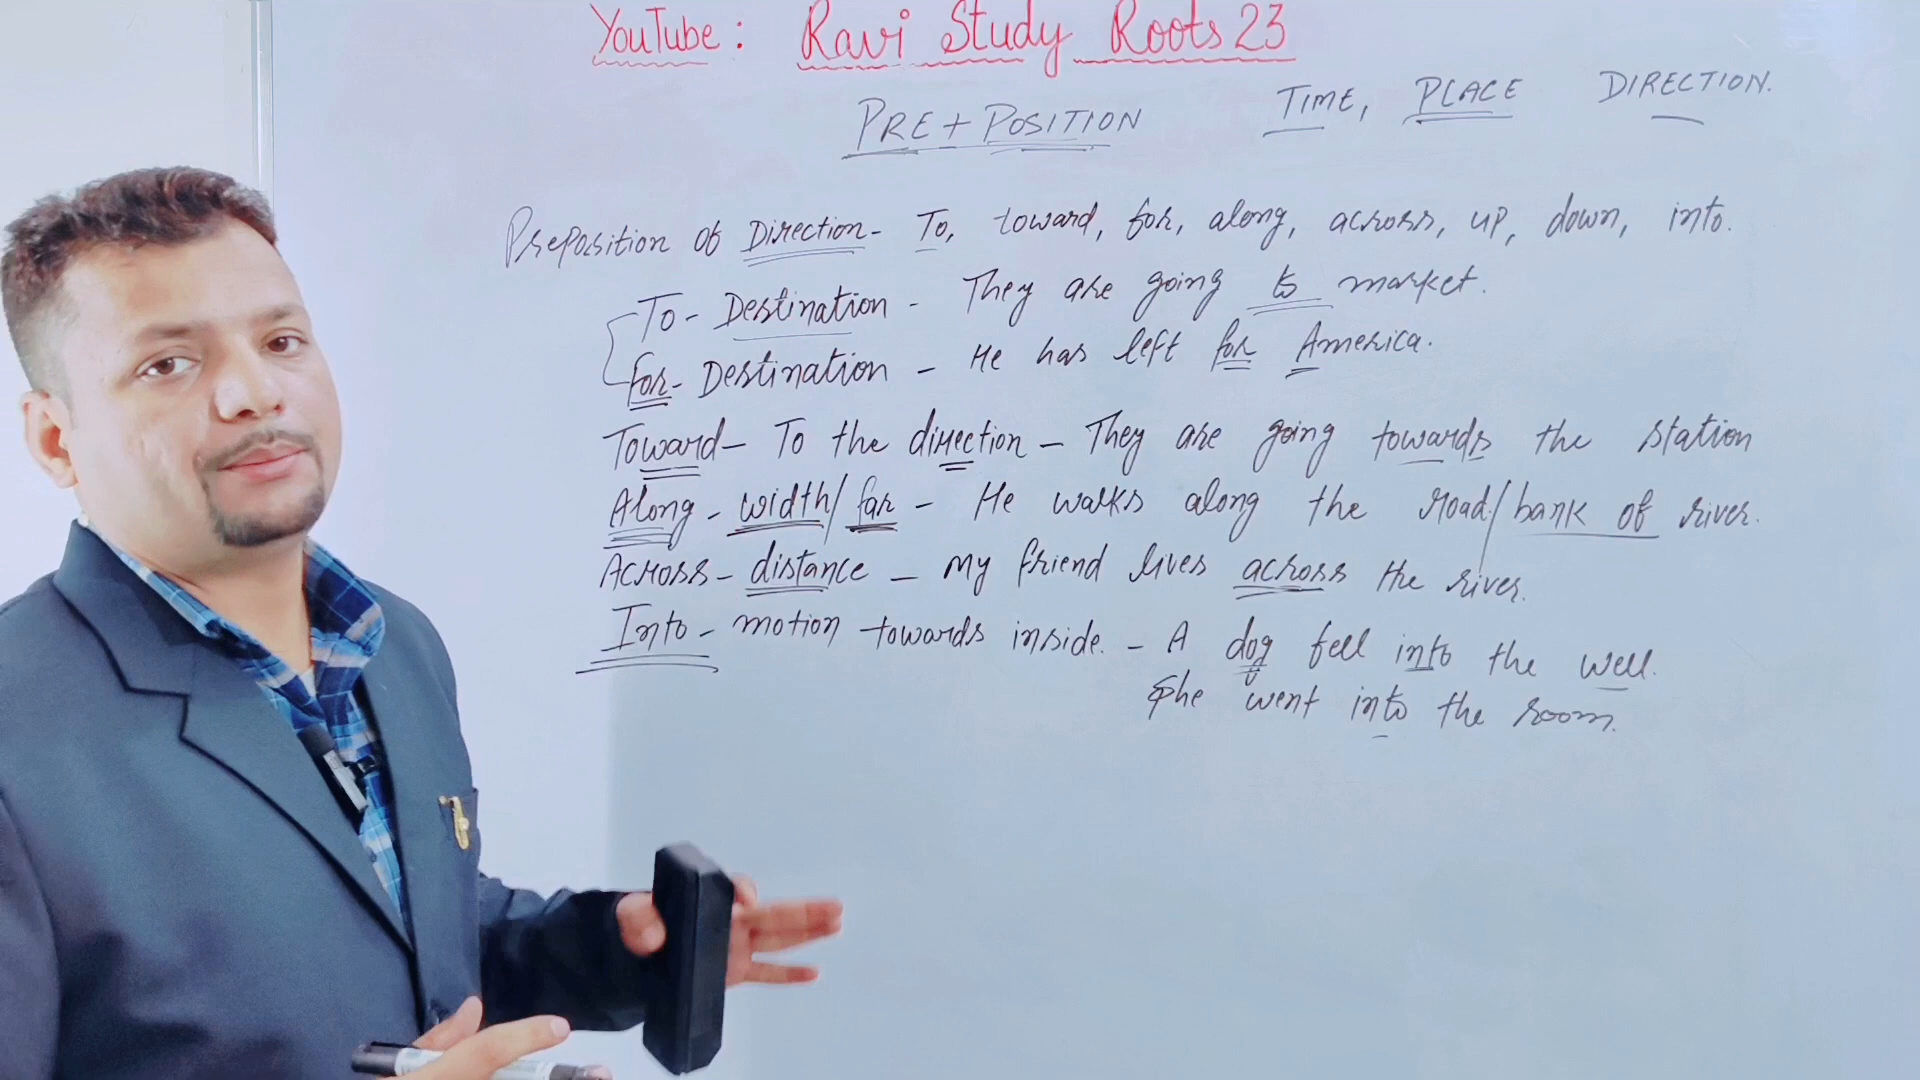 YouTube: Ravi Study Roots 23
PRE + POSITION TIME, PLACE DIRECTION.
Preposition of Direction - To, toward, for, along, across, up, down, into.
To - Destination - They are going to market.
for - Destination - He has left for America.
Toward - To the direction - They are going towards the station
Along - width/far - He walks along the road/bank of river.
Across - distance - My friend lives across the river.
Into - motion towards inside. - A dog fell into the well.
She went into the room.